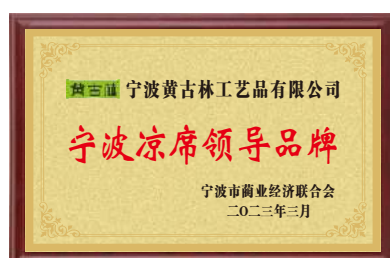 黄古林 宁波黄古林工艺品有限公司
宁波凉席领导品牌
宁波市蔺业经济联合会
二〇二三年三月